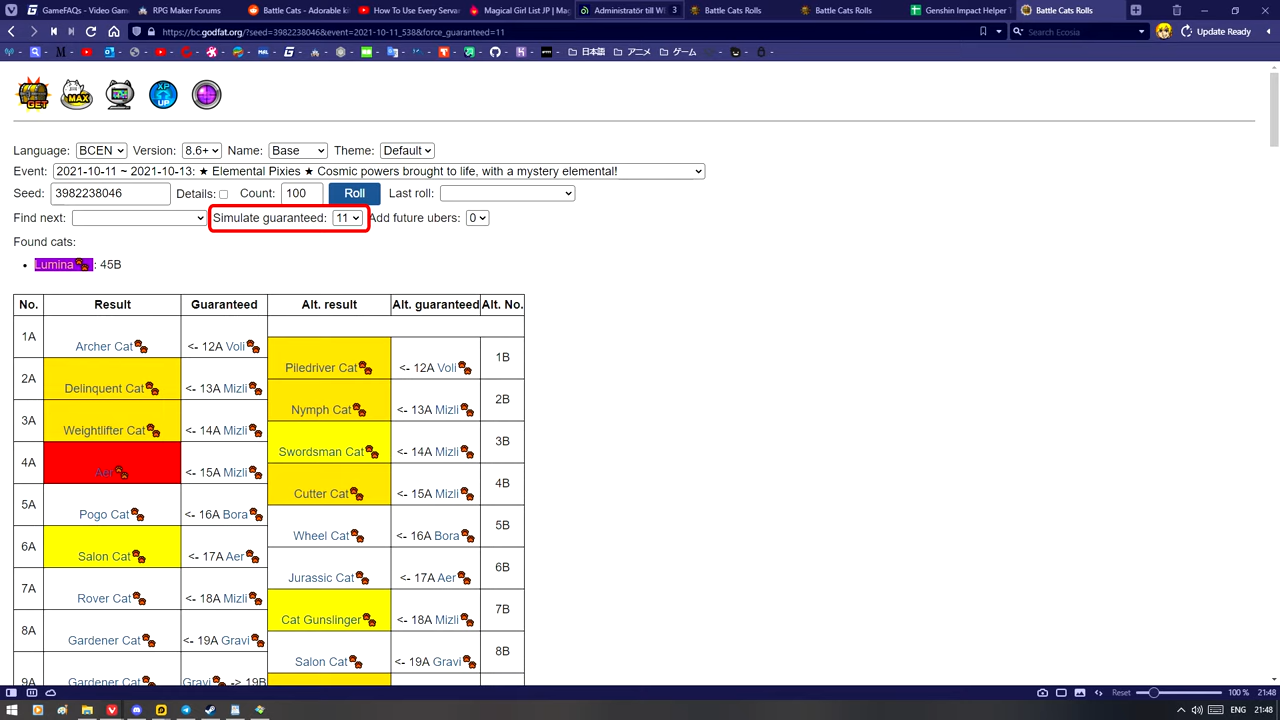 GameFAQs - Video Game
RPG Maker Forums
Battle Cats - Adorable ki
How To Use Every Serva
Magical Girl List JP | Mag
Administratör till Wi
3
Battle Cats Rolls
Battle Cats Rolls
Genshin Impact Helper T
Battle Cats Rolls
https://bc.godfat.org/?seed=3982238046&event=2021-10-11_538&force_guaranteed=11
Search Ecosia
Update Ready
日本語
アニメ
ゲーム
GET
MAX
XP UP
Language: BCEN Version: 8.6+ Name: Base Theme: Default
Event: 2021-10-11 ~ 2021-10-13: ★ Elemental Pixies ★ Cosmic powers brought to life, with a mystery elemental!
Seed: 3982238046 Details: Count: 100 Roll Last roll:
Find next: Simulate guaranteed: 11 Add future ubers: 0
Found cats:
• Lumina : 45B
No. Result Guaranteed Alt. result Alt. guaranteed Alt. No.
1A Archer Cat <- 12A Voli
Piledriver Cat <- 12A Voli 1B
2A Delinquent Cat <- 13A Mizli
Nymph Cat <- 13A Mizli 2B
3A Weightlifter Cat <- 14A Mizli
Swordsman Cat <- 14A Mizli 3B
4A Aer <- 15A Mizli
Cutter Cat <- 15A Mizli 4B
5A Pogo Cat <- 16A Bora
Wheel Cat <- 16A Bora 5B
6A Salon Cat <- 17A Aer
Jurassic Cat <- 17A Aer 6B
7A Rover Cat <- 18A Mizli
Cat Gunslinger <- 18A Mizli 7B
8A Gardener Cat <- 19A Gravi
Salon Cat <- 19A Gravi 8B
9A Gardener Cat Gravi -> 19B
Reset 100 % 21:48
ENG 21:48